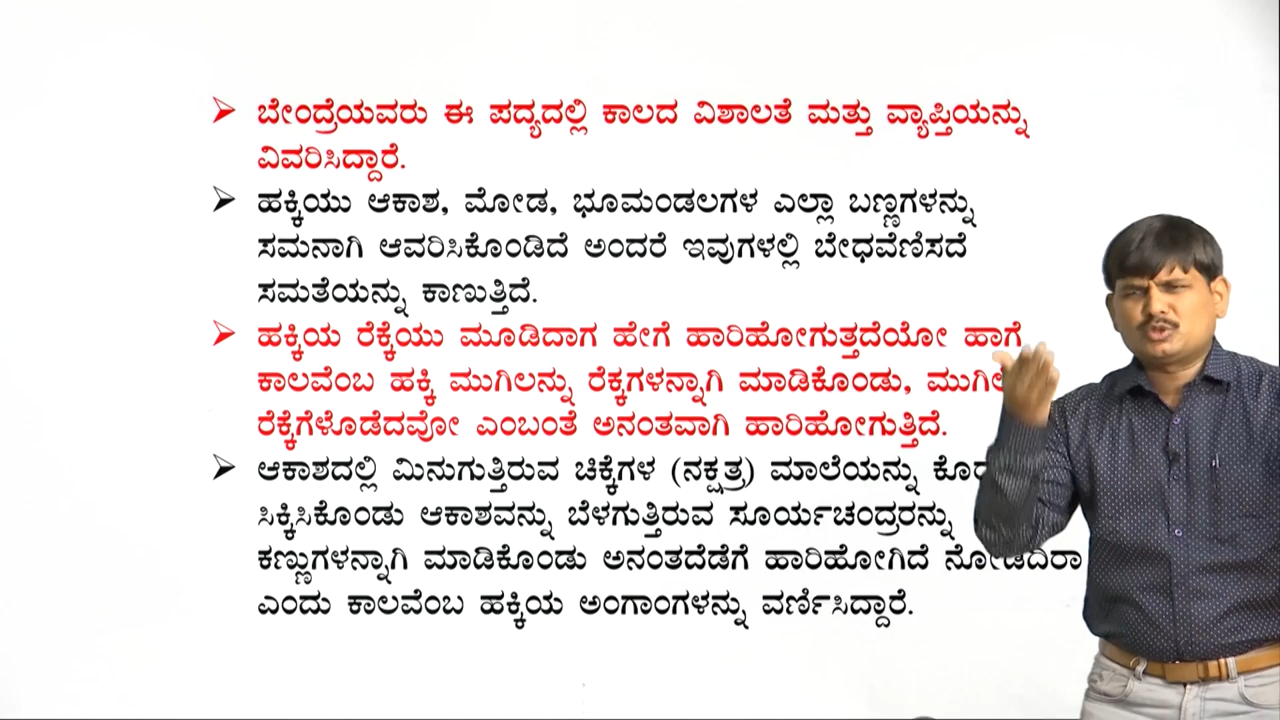 ಬೇಂದ್ರೆಯವರು ಈ ಪದ್ಯದಲ್ಲಿ ಕಾಲದ ವಿಶಾಲತೆ ಮತ್ತು ವ್ಯಾಪ್ತಿಯನ್ನು
ವಿವರಿಸಿದ್ದಾರೆ.
ಹಕ್ಕಿಯು ಆಕಾಶ, ಮೋಡ, ಭೂಮಂಡಲಗಳ ಎಲ್ಲಾ ಬಣ್ಣಗಳನ್ನು
ಸಮನಾಗಿ ಆವರಿಸಿಕೊಂಡಿದೆ ಅಂದರೆ ಇವುಗಳಲ್ಲಿ ಬೇಧವೆಣಿಸದೆ
ಸಮತೆಯನ್ನು ಕಾಣುತ್ತಿದೆ.
ಹಕ್ಕಿಯ ರೆಕ್ಕೆಯು ಮೂಡಿದಾಗ ಹೇಗೆ ಹಾರಿಹೋಗುತ್ತದೆಯೋ ಹಾಗೆ
ಕಾಲವೆಂಬ ಹಕ್ಕಿ ಮುಗಿಲನ್ನು ರೆಕ್ಕಗಳನ್ನಾಗಿ ಮಾಡಿಕೊಂಡು,
ರೆಕ್ಕೆಗೆಳೊಡೆದವೋ ಎಂಬಂತೆ ಅನಂತವಾಗಿ ಹಾರಿಹೋಗುತ್ತಿದೆ.
ಆಕಾಶದಲ್ಲಿ ಮಿನುಗುತ್ತಿರುವ ಚಿಕ್ಕೆಗಳ (ನಕ್ಷತ್ರ) ಮಾಲೆಯನ್ನು
ಸಿಕ್ಕಿಸಿಕೊಂಡು ಆಕಾಶವನ್ನು ಬೆಳಗುತ್ತಿರುವ ಸೂರ್ಯಚಂದ್ರರನ್ನು
ಕಣ್ಣುಗಳನ್ನಾಗಿ ಮಾಡಿಕೊಂಡು ಅನಂತದೆಡೆಗೆ ಹಾರಿಹೋಗಿದೆ
ಎಂದು ಕಾಲವೆಂಬ ಹಕ್ಕಿಯ ಅಂಗಾಂಗಳನ್ನು ವರ್ಣಿಸಿದ್ದಾರೆ.